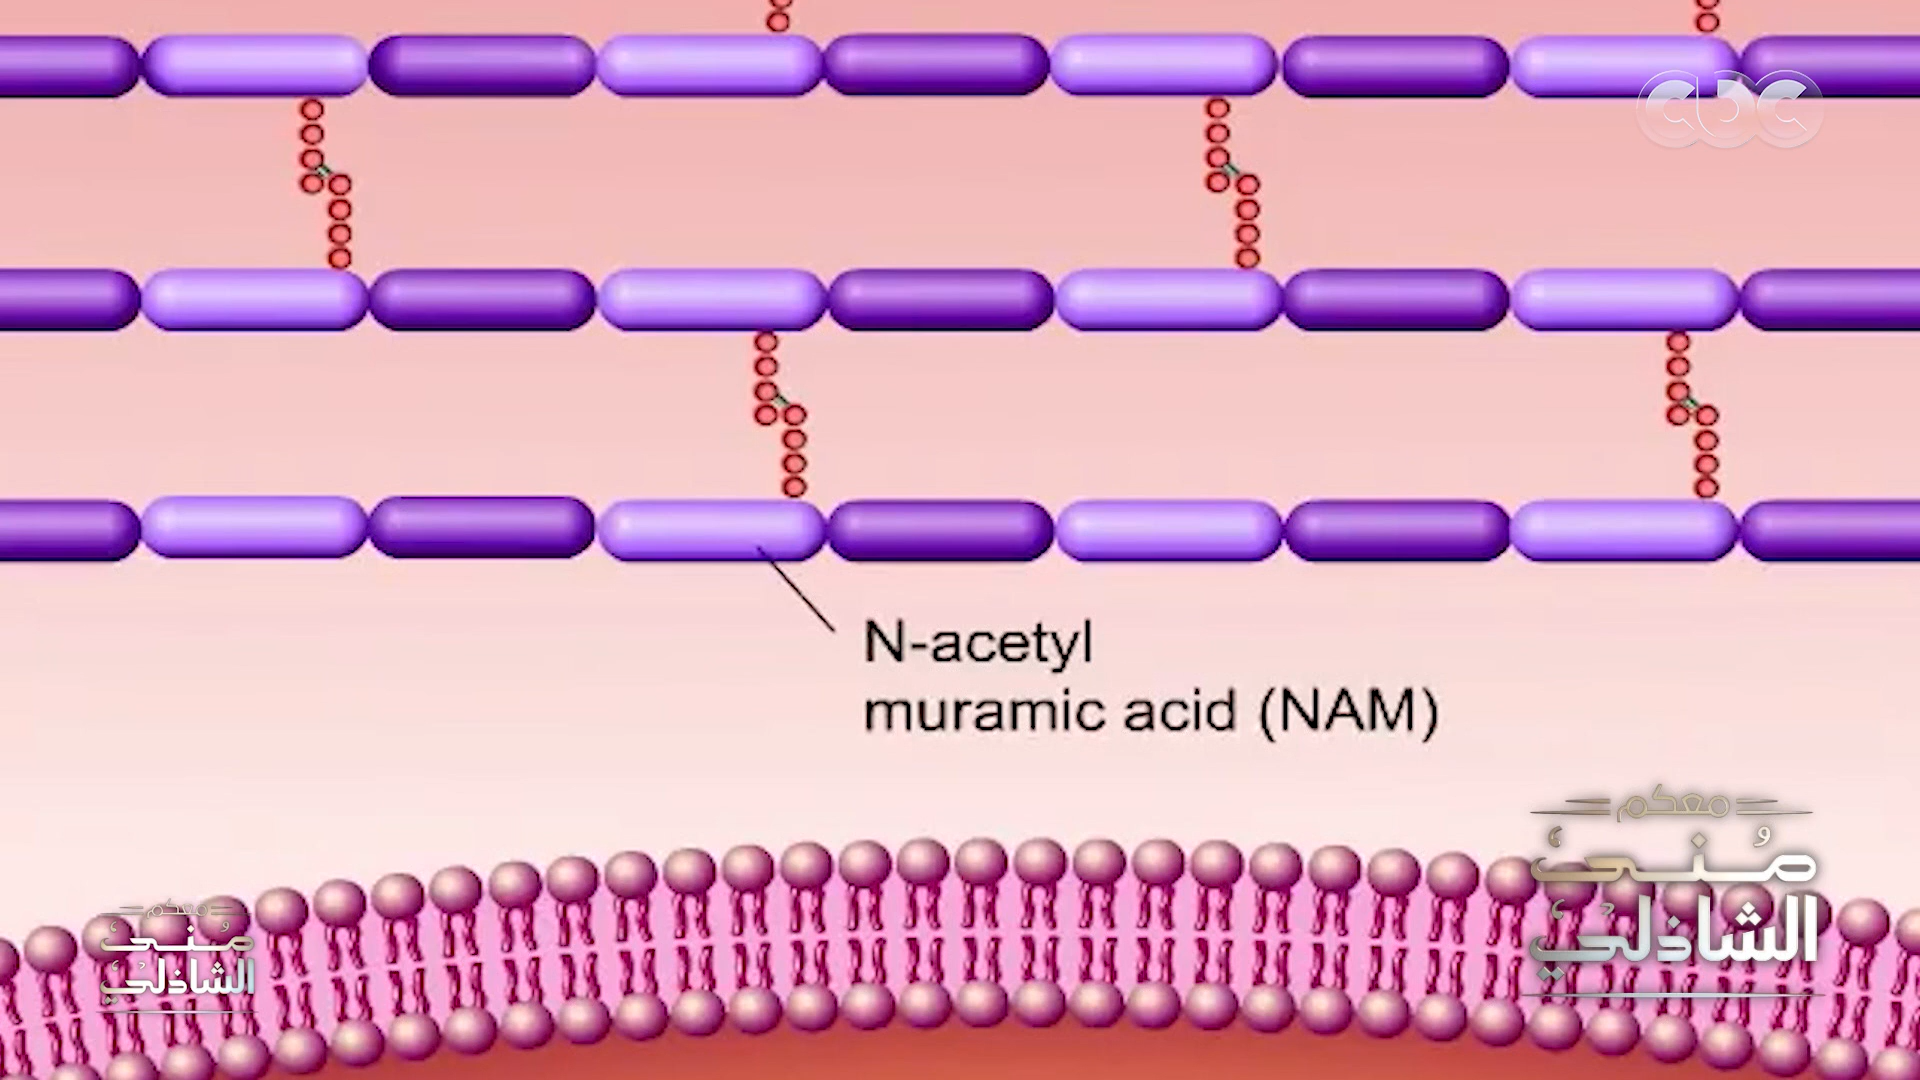 cbc
N-acetyl
muramic acid (NAM)
معكم
مُنى
الشاذلي
معكم
مُنى
الشاذلي